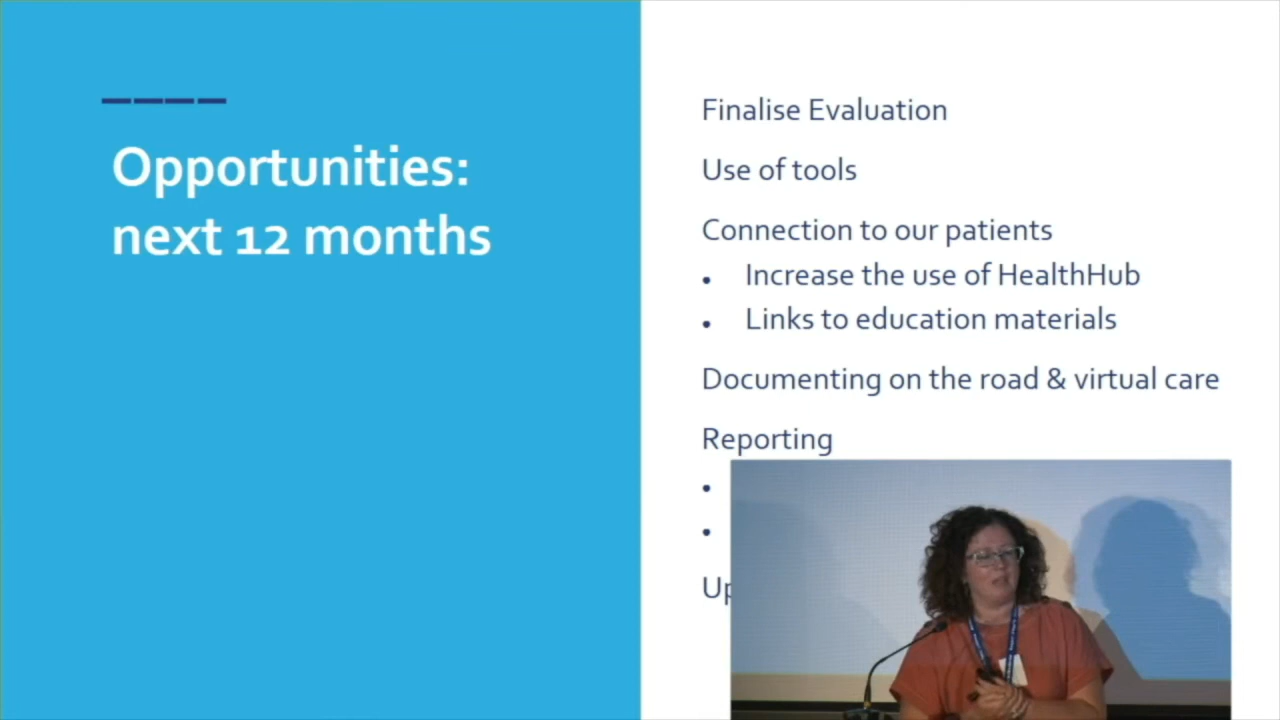 Opportunities:
next 12 months
Finalise Evaluation
Use of tools
Connection to our patients
• Increase the use of HealthHub
• Links to education materials
Documenting on the road & virtual care
Reporting
•
•